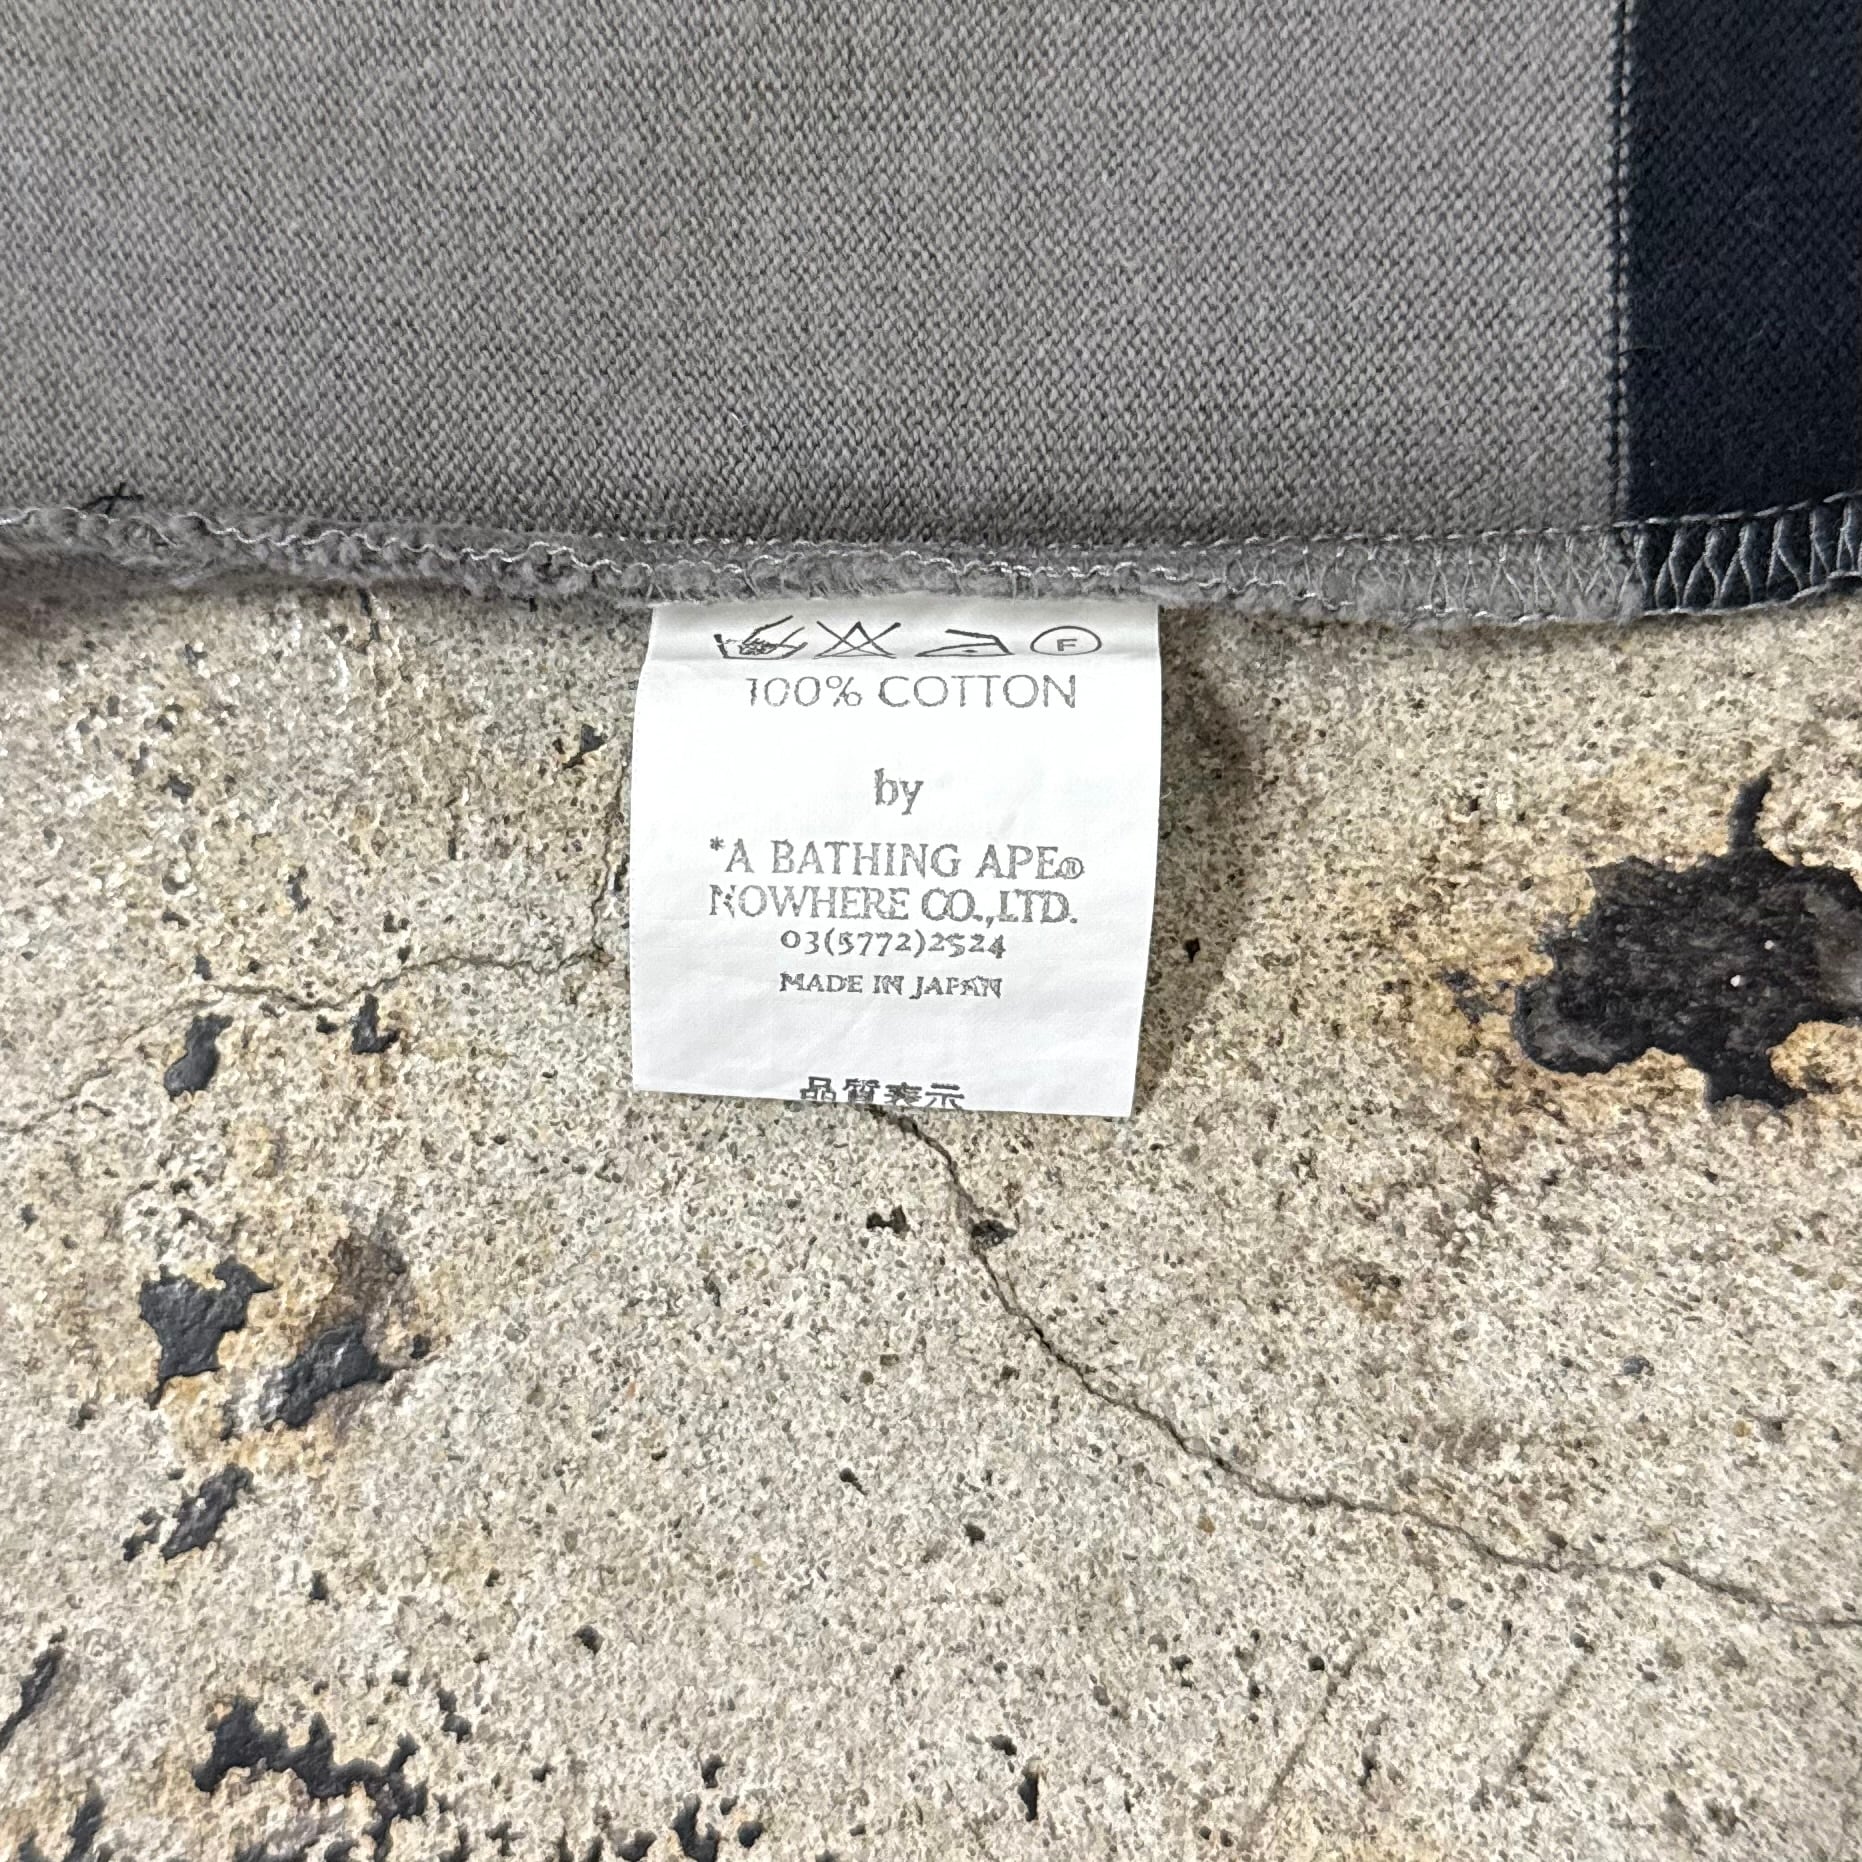 F
100% COTTON
by
*A BATHING APE®
NOWHERE CO.,LTD.
03(5772)2524
MADE IN JAPAN
品質表示